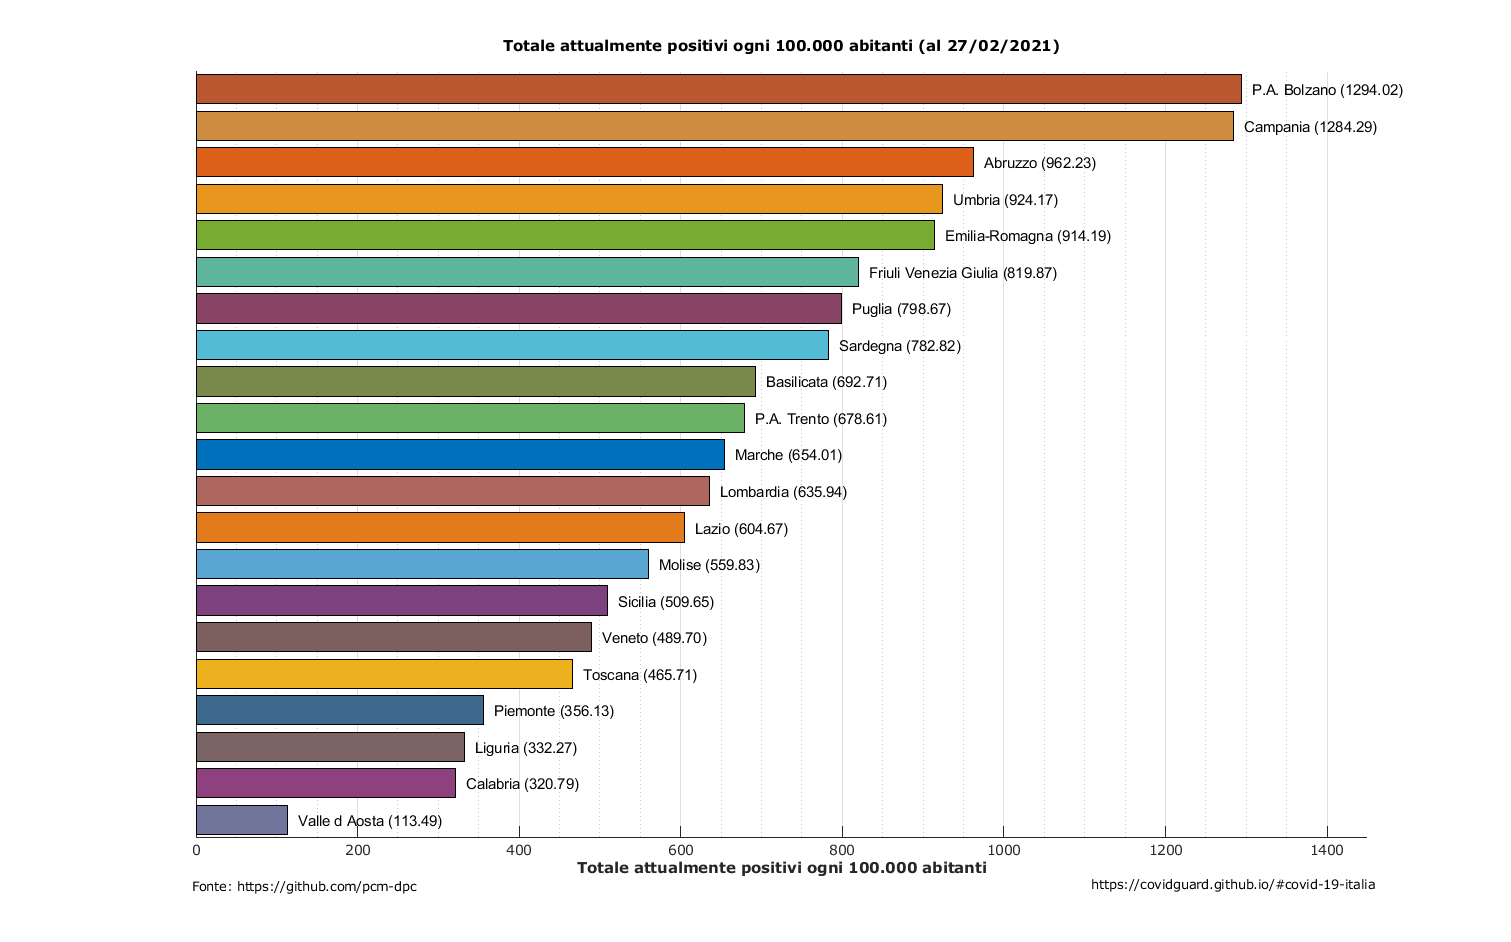 Totale attualmente positivi ogni 100.000 abitanti (al 27/02/2021)
P.A. Bolzano (1294.02)
Campania (1284.29)
Abruzzo (962.23)
Umbria (924.17)
Emilia-Romagna (914.19)
Friuli Venezia Giulia (819.87)
Puglia (798.67)
Sardegna (782.82)
Basilicata (692.71)
P.A. Trento (678.61)
Marche (654.01)
Lombardia (635.94)
Lazio (604.67)
Molise (559.83)
Sicilia (509.65)
Veneto (489.70)
Toscana (465.71)
Piemonte (356.13)
Liguria (332.27)
Calabria (320.79)
Valle d Aosta (113.49)
0 200 400 600 800 1000 1200 1400
Totale attualmente positivi ogni 100.000 abitanti
Fonte: https://github.com/pcm-dpc
https://covidguard.github.io/#covid-19-italia